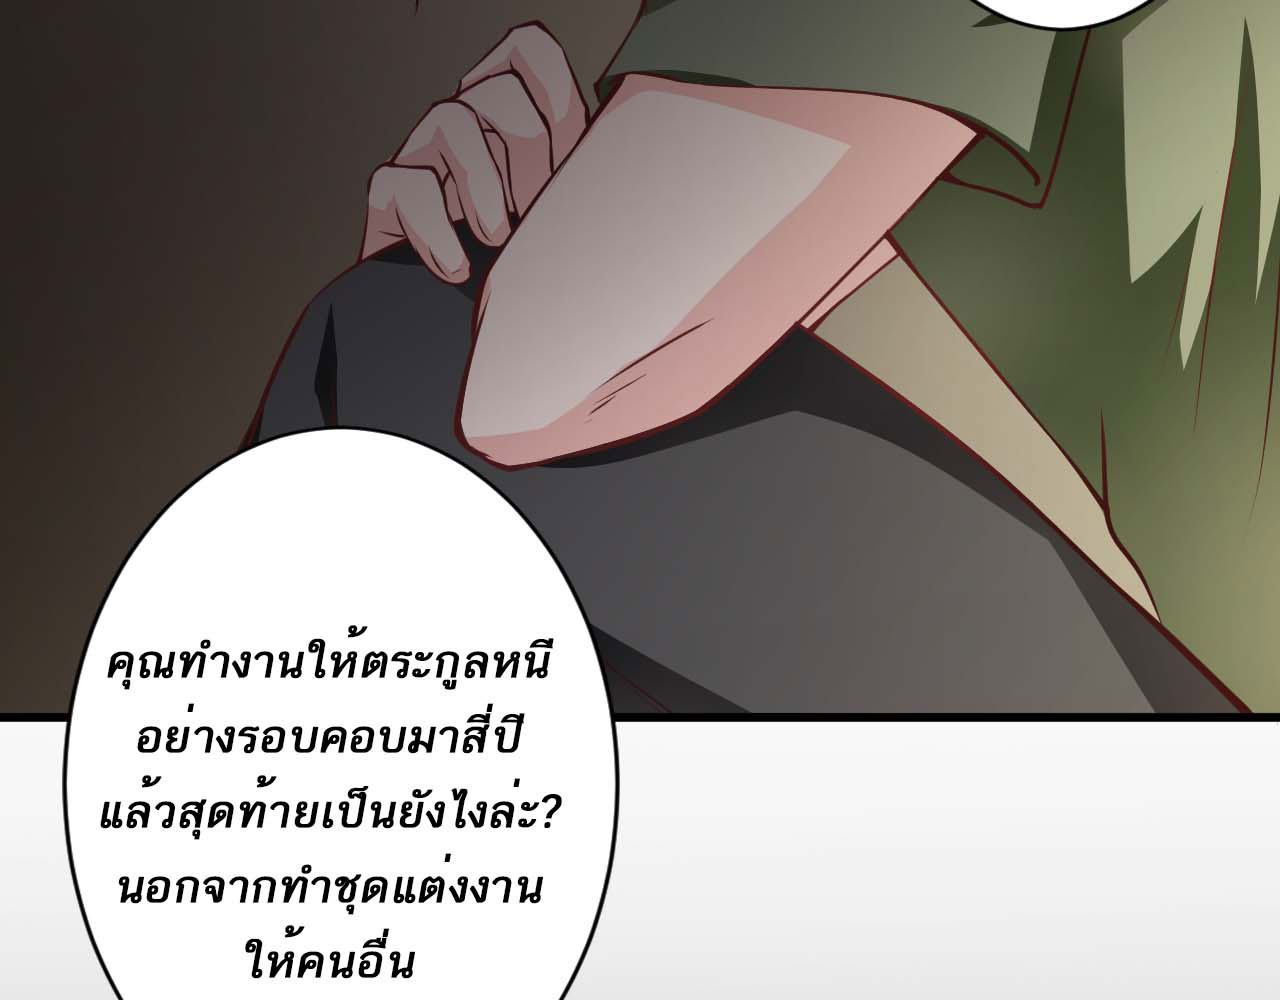 คุณทำงานให้ตระกูลหนี
อย่างรอบคอบมาสี่ปี
แล้วสุดท้ายเป็นยังไงล่ะ?
นอกจากทำชุดแต่งงาน
ให้คนอื่น